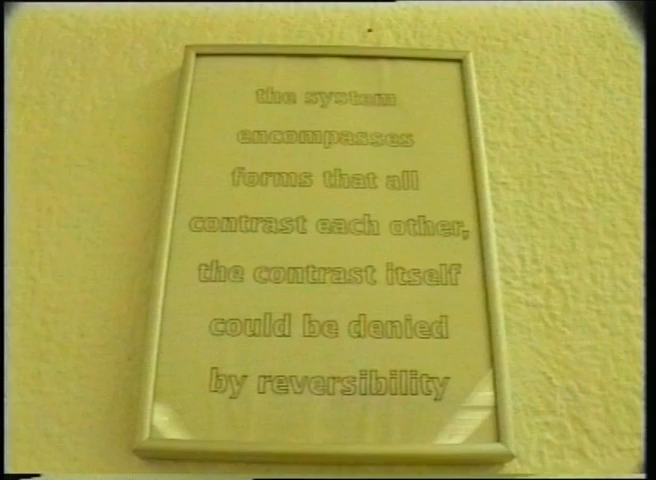 the system
encompasses
forms that all
contrast each other,
the contrast itself
could be denied
by reversibility